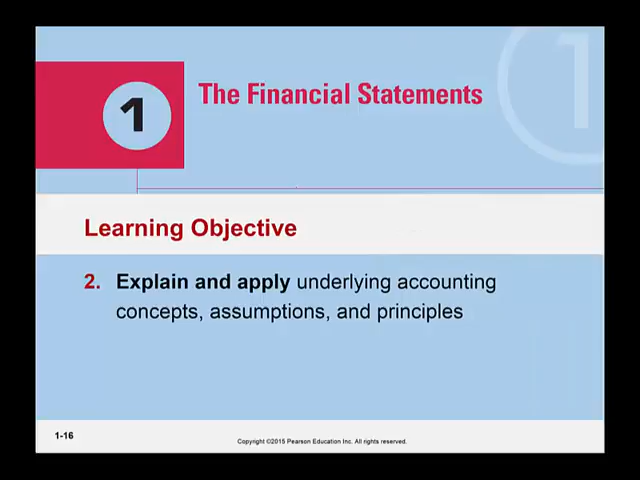 1
The Financial Statements
1
Learning Objective
2. Explain and apply underlying accounting
concepts, assumptions, and principles
1-16
Copyright ©2015 Pearson Education Inc. All rights reserved.